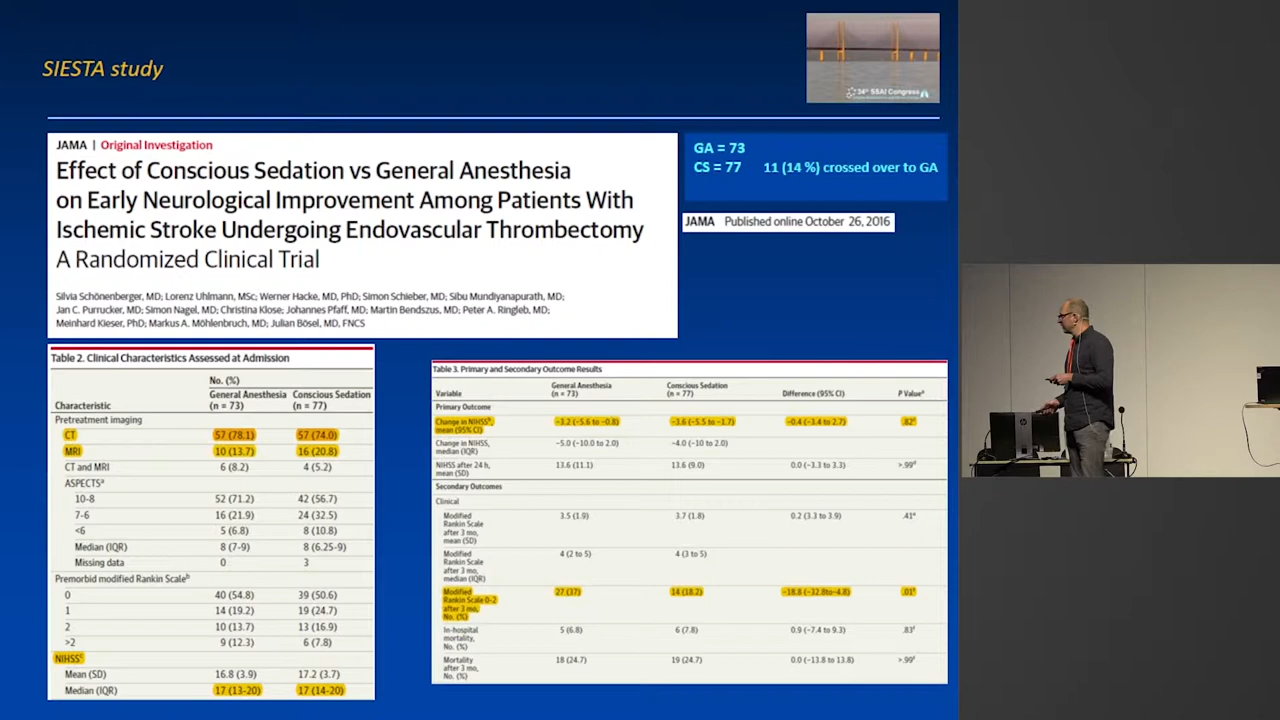 SIESTA study
34th SSAI Congress
JAMA | Original Investigation
Effect of Conscious Sedation vs General Anesthesia
on Early Neurological Improvement Among Patients With
Ischemic Stroke Undergoing Endovascular Thrombectomy
A Randomized Clinical Trial
Silvia Schönenberger, MD; Lorenz Uhlmann, MSc; Werner Hacke, MD, PhD; Simon Schieber, MD; Sibu Mundiyanapurath, MD;
Jan C. Purrucker, MD; Simon Nagel, MD; Christina Klose; Johannes Pfaff, MD; Martin Bendszus, MD; Peter A. Ringleb, MD;
Meinhard Kieser, PhD; Markus A. Möhlenbruch, MD; Julian Bösel, MD, FNCS
GA = 73
CS = 77 11 (14 %) crossed over to GA
JAMA Published online October 26, 2016
Table 2. Clinical Characteristics Assessed at Admission
No. (%)
General Anesthesia Conscious Sedation
Characteristic (n = 73) (n = 77)
Pretreatment imaging
CT 57 (78.1) 57 (74.0)
MRI 10 (13.7) 16 (20.8)
CT and MRI 6 (8.2) 4 (5.2)
ASPECTSa
10-8 52 (71.2) 42 (56.7)
7-6 16 (21.9) 24 (32.5)
<6 5 (6.8) 8 (10.8)
Median (IQR) 8 (7-9) 8 (6.25-9)
Missing data 0 3
Premorbid modified Rankin Scaleb
0 40 (54.8) 39 (50.6)
1 14 (19.2) 19 (24.7)
2 10 (13.7) 13 (16.9)
>2 9 (12.3) 6 (7.8)
NIHSSc
Mean (SD) 16.8 (3.9) 17.2 (3.7)
Median (IQR) 17 (13-20) 17 (14-20)
Table 3. Primary and Secondary Outcome Results
General Anesthesia Conscious Sedation
Variable (n = 73) (n = 77) Difference (95% CI) P Valuea
Primary Outcome
Change in NIHSSb, −3.2 (−5.6 to −0.8) −3.6 (−5.5 to −1.7) −0.4 (−3.4 to 2.7) .82c
mean (95% CI)
Change in NIHSS, −5.0 (−10.0 to 2.0) −4.0 (−10 to 2.0)
median (IQR)
NIHSS after 24 h, 13.6 (11.1) 13.6 (9.0) 0.0 (−3.3 to 3.3) >.99d
mean (SD)
Secondary Outcomes
Clinical
Modified 3.5 (1.9) 3.7 (1.8) 0.2 (3.3 to 3.9) .41e
Rankin Scale
after 3 mo,
mean (SD)
Modified 4 (2 to 5) 4 (3 to 5)
Rankin Scale
after 3 mo,
median (IQR)
Modified 27 (37) 14 (18.2) −18.8 (−32.8to−4.8) .01f
Rankin Scale 0-2
after 3 mo,
No. (%)
In-hospital 5 (6.8) 6 (7.8) 0.9 (−7.4 to 9.3) .83f
mortality,
No. (%)
Mortality 18 (24.7) 19 (24.7) 0.0 (−13.8 to 13.8) >.99f
after 3 mo,
No. (%)